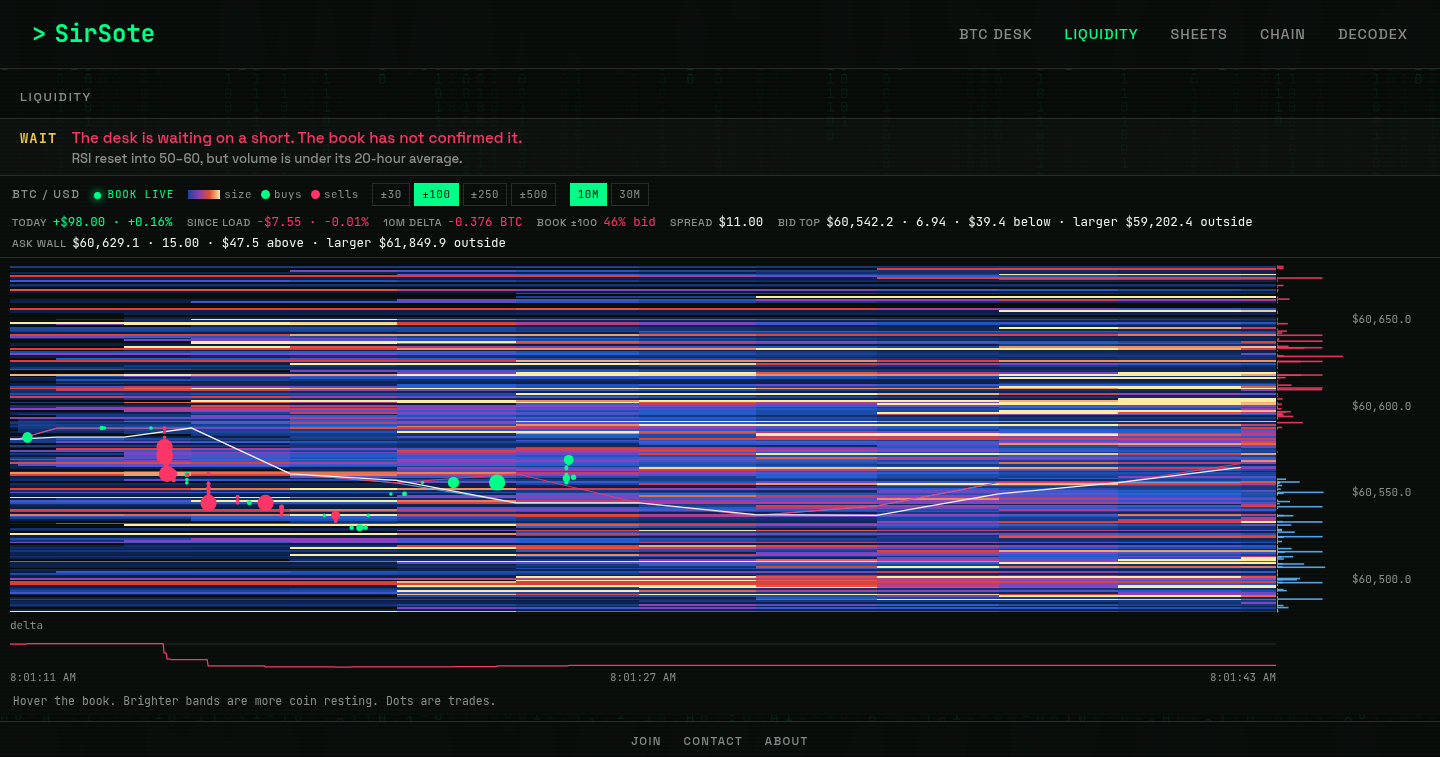 > SirSote
BTC DESK LIQUIDITY SHEETS CHAIN DECODEX
LIQUIDITY
WAIT The desk is waiting on a short. The book has not confirmed it.
RSI reset into 50–60, but volume is under its 20-hour average.
BTC / USD BOOK LIVE size buys sells ±30 ±100 ±250 ±500 10M 30M
TODAY +$98.00 · +0.16% SINCE LOAD -$7.55 · -0.01% 10M DELTA -0.376 BTC BOOK ±100 46% bid SPREAD $11.00 BID TOP $60,542.2 · 6.94 · $39.4 below · larger $59,202.4 outside
ASK WALL $60,629.1 · 15.00 · $47.5 above · larger $61,849.9 outside
$60,650.0
$60,600.0
$60,550.0
$60,500.0
delta
8:01:11 AM 8:01:27 AM 8:01:43 AM
Hover the book. Brighter bands are more coin resting. Dots are trades.
JOIN CONTACT ABOUT